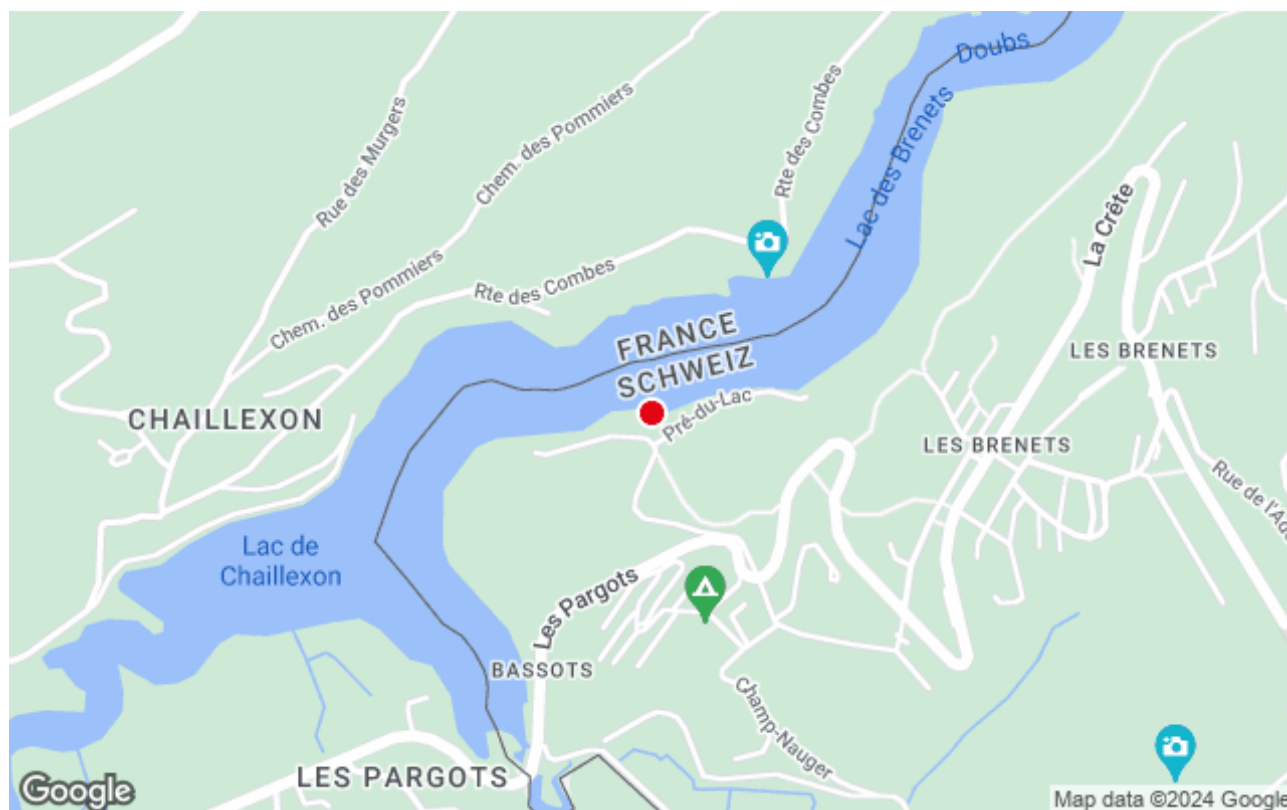 Doubs
Lac des Brenets
Rte des Combes
Rue des Murgers
Chem. des Pommiers
La Crête
Chem. des Pommiers
Rte des Combes
FRANCE
SCHWEIZ
LES BRENETS
CHAILLEXON
Pré-du-Lac
LES BRENETS
Rue de l'Au
Lac de
Chaillexon
Les Pargots
BASSOTS
Champ-Nauger
LES PARGOTS
Google
Map data ©2024 Google